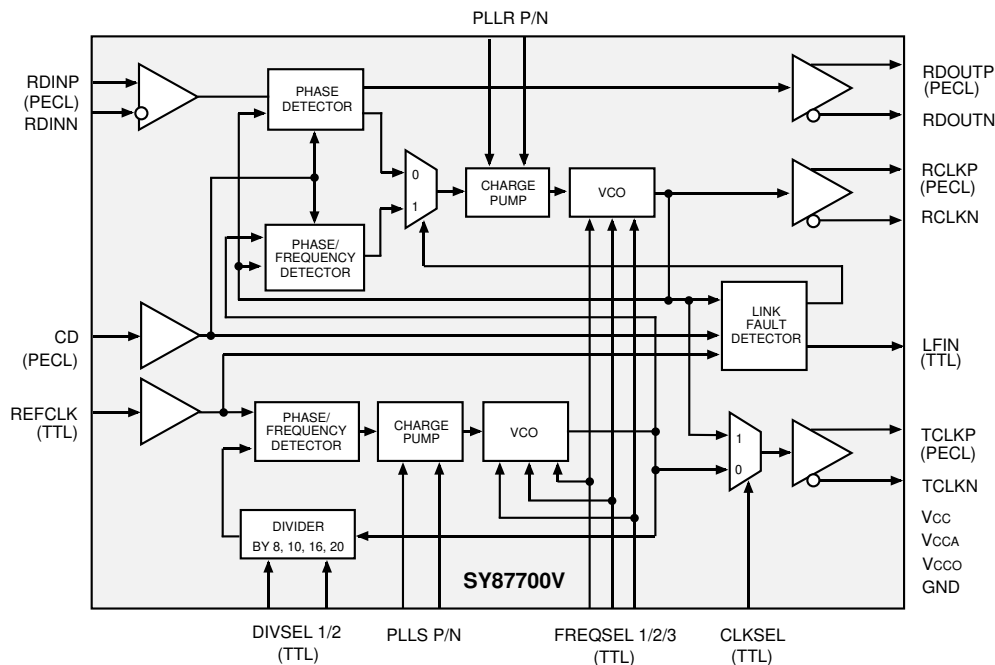 PLLR P/N
RDINP
(PECL)
RDINN
PHASE
DETECTOR
RDOUTP
(PECL)
RDOUTN
0
1
CHARGE
PUMP
VCO
RCLKP
(PECL)
RCLKN
PHASE/
FREQUENCY
DETECTOR
CD
(PECL)
LINK
FAULT
DETECTOR
LFIN
(TTL)
REFCLK
(TTL)
PHASE/
FREQUENCY
DETECTOR
CHARGE
PUMP
VCO
1
0
TCLKP
(PECL)
TCLKN
DIVIDER
BY 8, 10, 16, 20
SY87700V
VCC
VCCA
VCCO
GND
DIVSEL 1/2
(TTL)
PLLS P/N
FREQSEL 1/2/3
(TTL)
CLKSEL
(TTL)